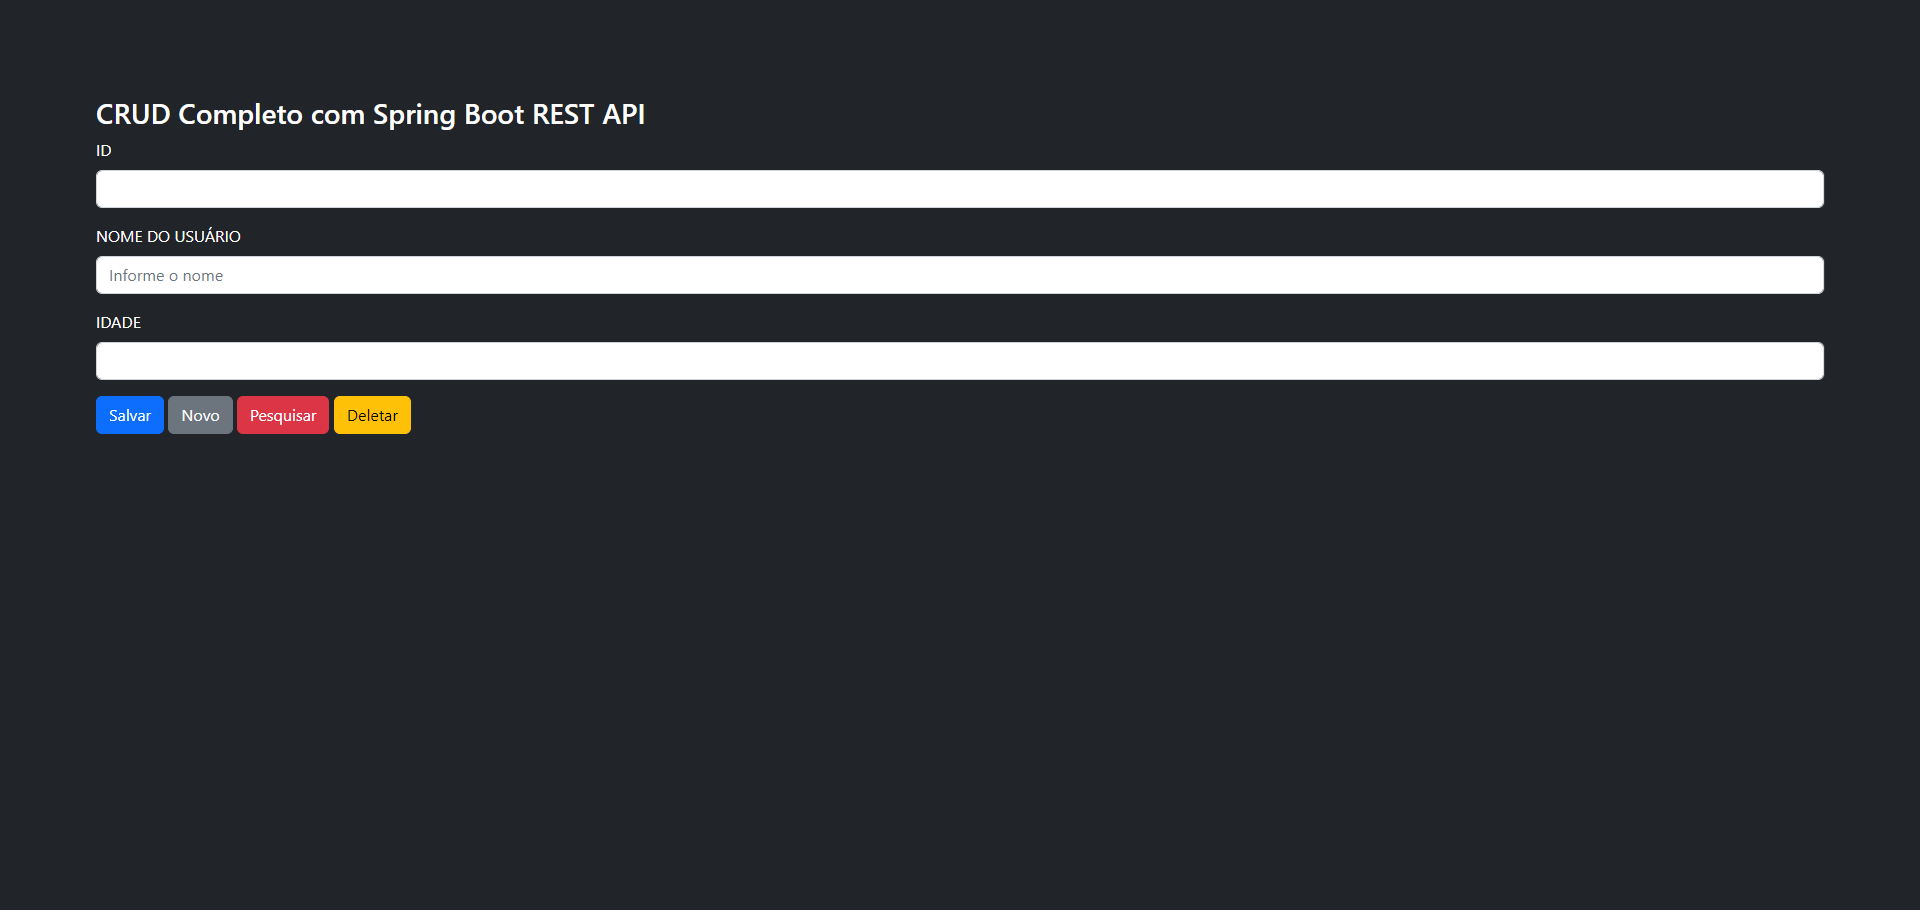 CRUD Completo com Spring Boot REST API
ID
NOME DO USUÁRIO
Informe o nome
IDADE
Salvar Novo Pesquisar Deletar